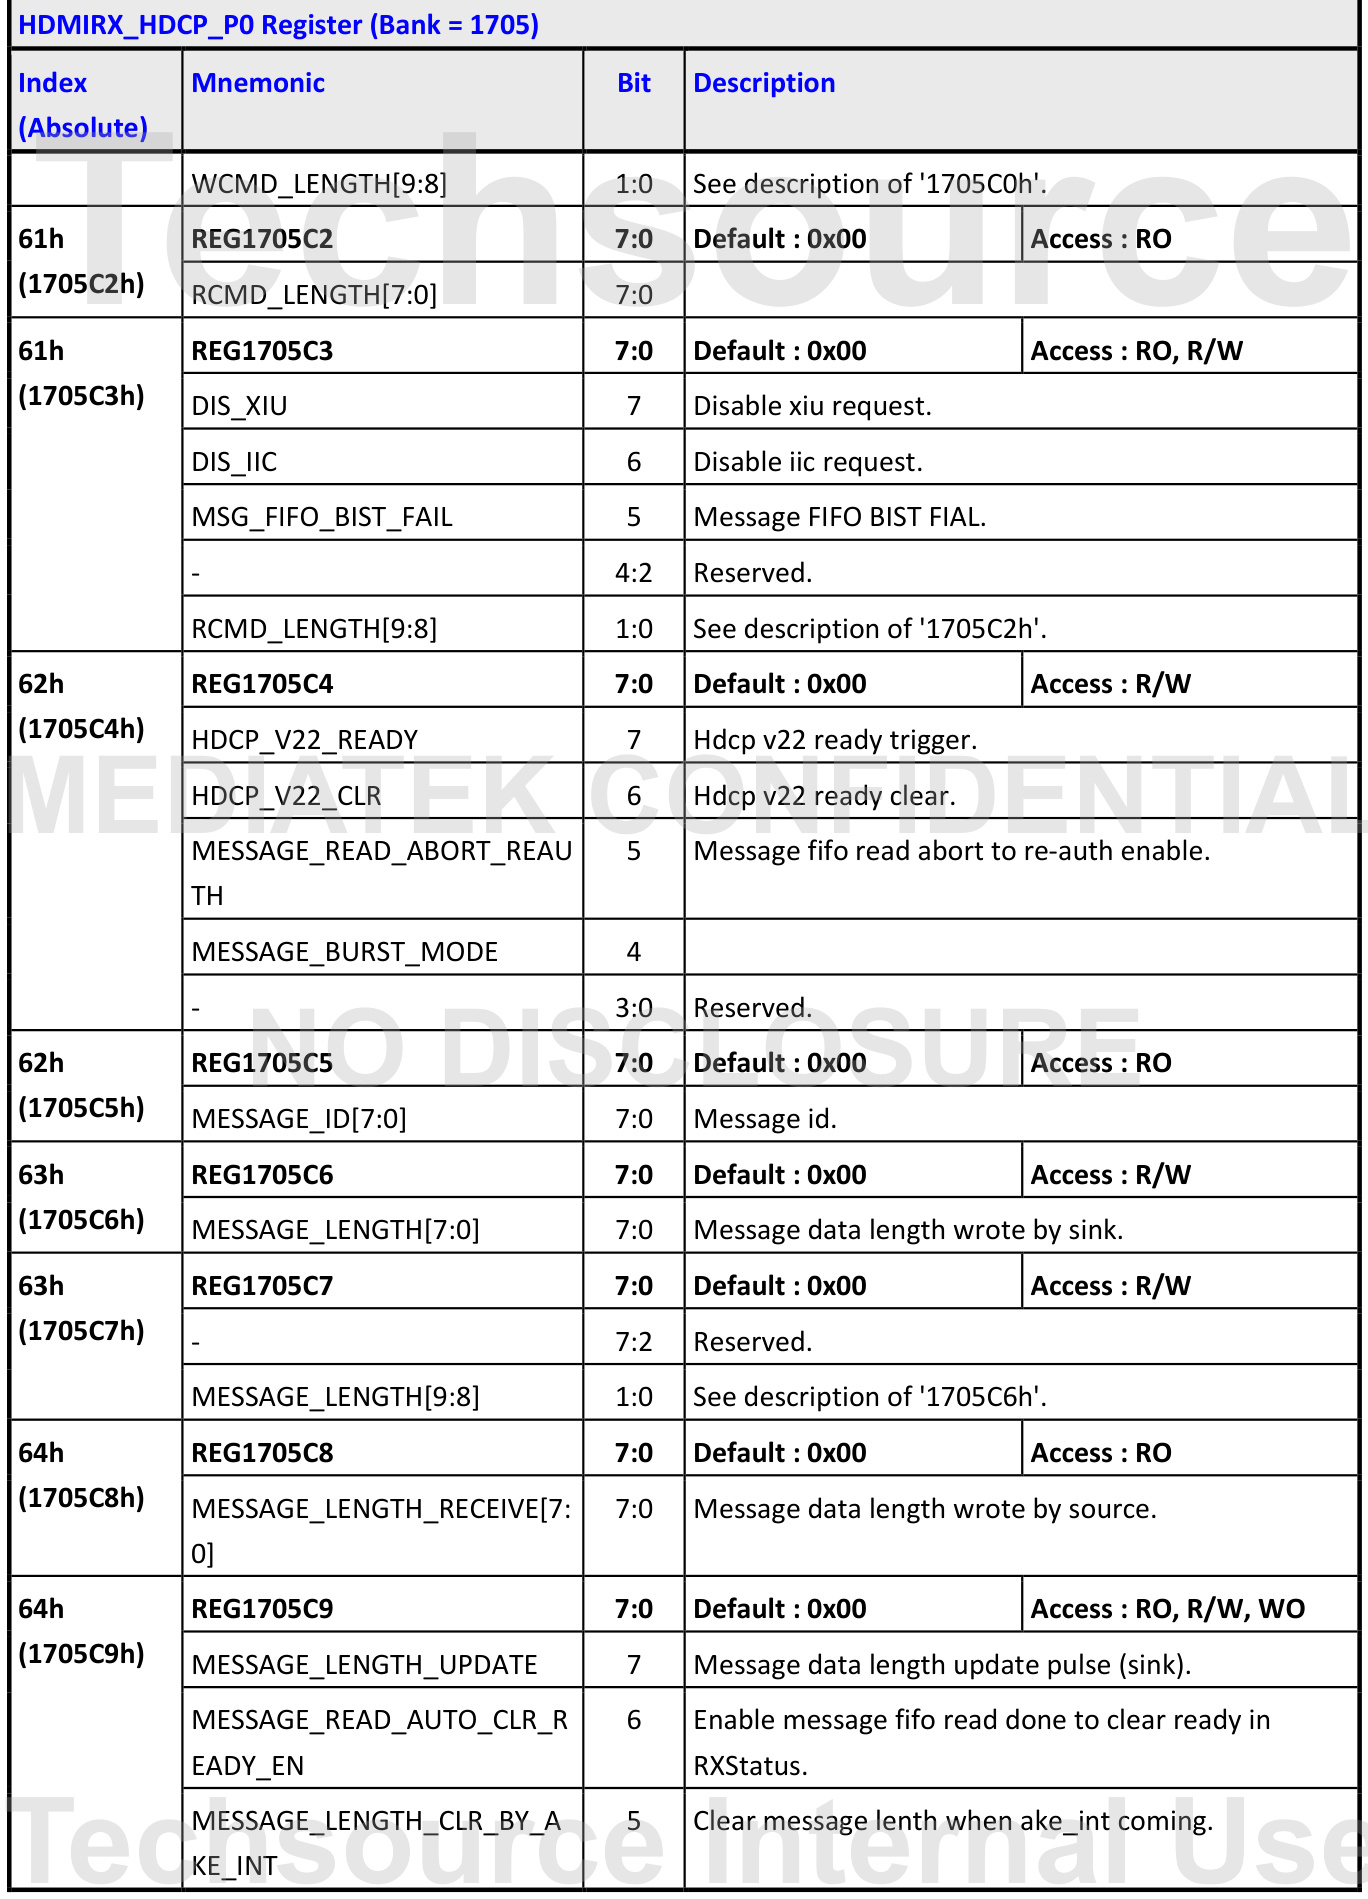 HDMIRX_HDCP_P0 Register (Bank = 1705)
Index (Absolute) Mnemonic Bit Description
WCMD_LENGTH[9:8] 1:0 See description of '1705C0h'.
61h (1705C2h) REG1705C2 7:0 Default : 0x00 Access : RO
RCMD_LENGTH[7:0] 7:0
61h (1705C3h) REG1705C3 7:0 Default : 0x00 Access : RO, R/W
DIS_XIU 7 Disable xiu request.
DIS_IIC 6 Disable iic request.
MSG_FIFO_BIST_FAIL 5 Message FIFO BIST FIAL.
- 4:2 Reserved.
RCMD_LENGTH[9:8] 1:0 See description of '1705C2h'.
62h (1705C4h) REG1705C4 7:0 Default : 0x00 Access : R/W
HDCP_V22_READY 7 Hdcp v22 ready trigger.
HDCP_V22_CLR 6 Hdcp v22 ready clear.
MESSAGE_READ_ABORT_REAU 5 Message fifo read abort to re-auth enable.
TH
MESSAGE_BURST_MODE 4
- 3:0 Reserved.
62h (1705C5h) REG1705C5 7:0 Default : 0x00 Access : RO
MESSAGE_ID[7:0] 7:0 Message id.
63h (1705C6h) REG1705C6 7:0 Default : 0x00 Access : R/W
MESSAGE_LENGTH[7:0] 7:0 Message data length wrote by sink.
63h (1705C7h) REG1705C7 7:0 Default : 0x00 Access : R/W
- 7:2 Reserved.
MESSAGE_LENGTH[9:8] 1:0 See description of '1705C6h'.
64h (1705C8h) REG1705C8 7:0 Default : 0x00 Access : RO
MESSAGE_LENGTH_RECEIVE[7: 7:0 Message data length wrote by source.
0]
64h (1705C9h) REG1705C9 7:0 Default : 0x00 Access : RO, R/W, WO
MESSAGE_LENGTH_UPDATE 7 Message data length update pulse (sink).
MESSAGE_READ_AUTO_CLR_R 6 Enable message fifo read done to clear ready in
EADY_EN RXStatus.
MESSAGE_LENGTH_CLR_BY_A 5 Clear message lenth when ake_int coming.
KE_INT
Techsource
MEDIATEK CONFIDENTIAL
NO DISCLOSURE
Techsource Internal Use